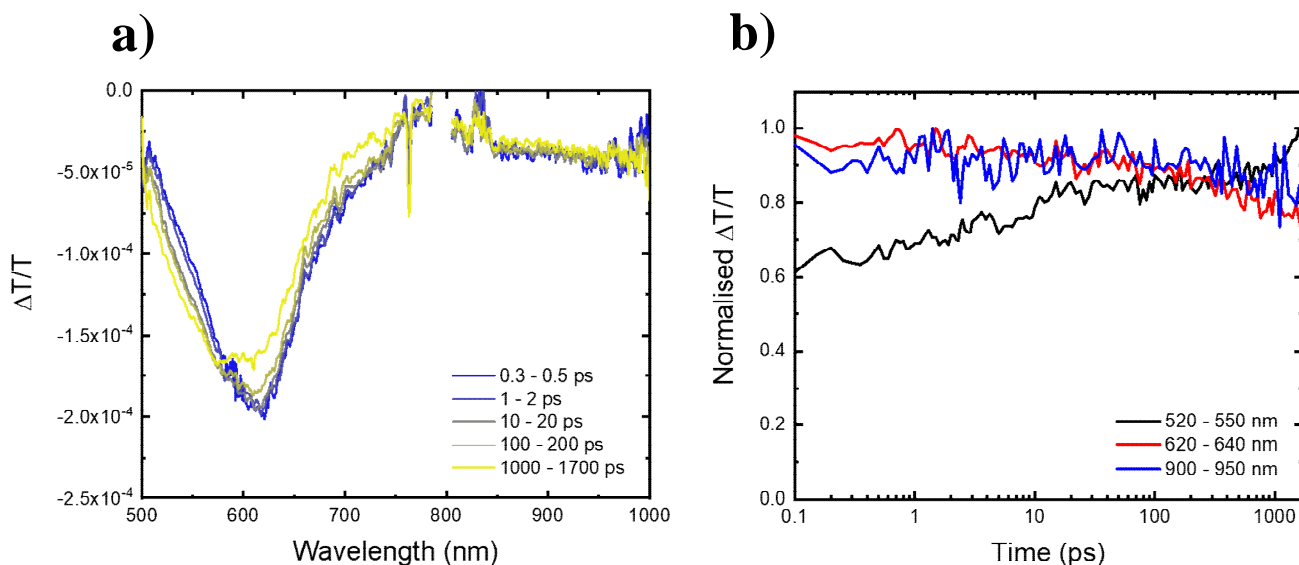 a)
0.0
-5.0x10⁻⁵
-1.0x10⁻⁴
-1.5x10⁻⁴
-2.0x10⁻⁴
-2.5x10⁻⁴
ΔT/T
0.3 - 0.5 ps
1 - 2 ps
10 - 20 ps
100 - 200 ps
1000 - 1700 ps
500 600 700 800 900 1000
Wavelength (nm)
b)
1.0
0.8
0.6
0.4
0.2
0.0
Normalised ΔT/T
520 - 550 nm
620 - 640 nm
900 - 950 nm
0.1 1 10 100 1000
Time (ps)